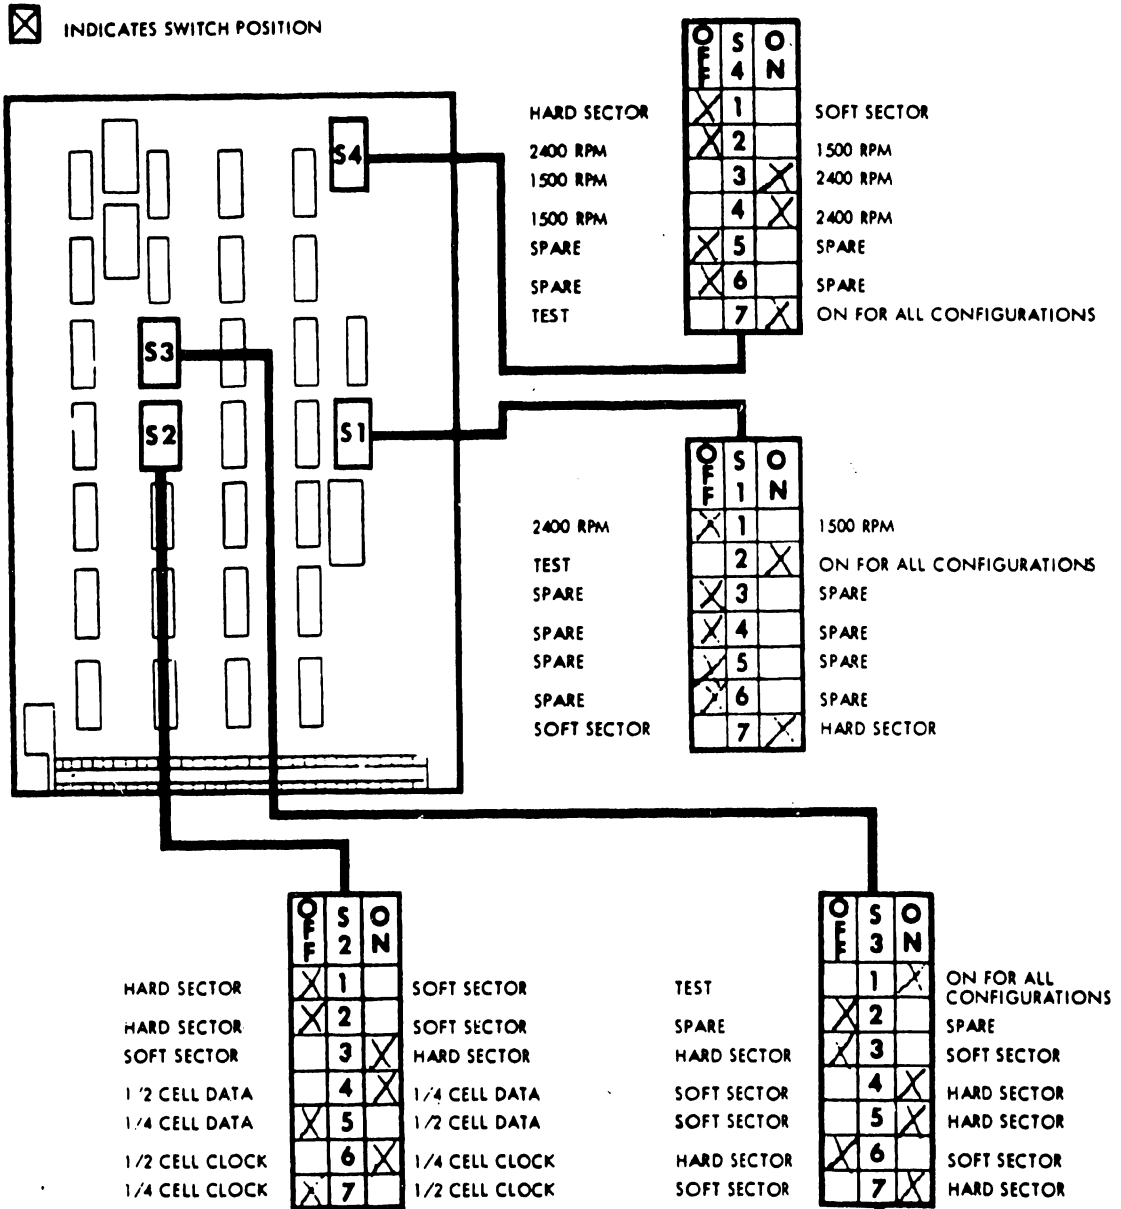 INDICATES SWITCH POSITION
OFF S4 ON
HARD SECTOR 1 SOFT SECTOR
2400 RPM 2 1500 RPM
1500 RPM 3 2400 RPM
1500 RPM 4 2400 RPM
SPARE 5 SPARE
SPARE 6 SPARE
TEST 7 ON FOR ALL CONFIGURATIONS
S4
S3
S2
S1
OFF S1 ON
2400 RPM 1 1500 RPM
TEST 2 ON FOR ALL CONFIGURATIONS
SPARE 3 SPARE
SPARE 4 SPARE
SPARE 5 SPARE
SPARE 6 SPARE
SOFT SECTOR 7 HARD SECTOR
OFF S2 ON
HARD SECTOR 1 SOFT SECTOR
HARD SECTOR 2 SOFT SECTOR
SOFT SECTOR 3 HARD SECTOR
1/2 CELL DATA 4 1/4 CELL DATA
1/4 CELL DATA 5 1/2 CELL DATA
1/2 CELL CLOCK 6 1/4 CELL CLOCK
1/4 CELL CLOCK 7 1/2 CELL CLOCK
OFF S3 ON
TEST 1 ON FOR ALL
CONFIGURATIONS
SPARE 2 SPARE
HARD SECTOR 3 SOFT SECTOR
SOFT SECTOR 4 HARD SECTOR
SOFT SECTOR 5 HARD SECTOR
HARD SECTOR 6 SOFT SECTOR
SOFT SECTOR 7 HARD SECTOR